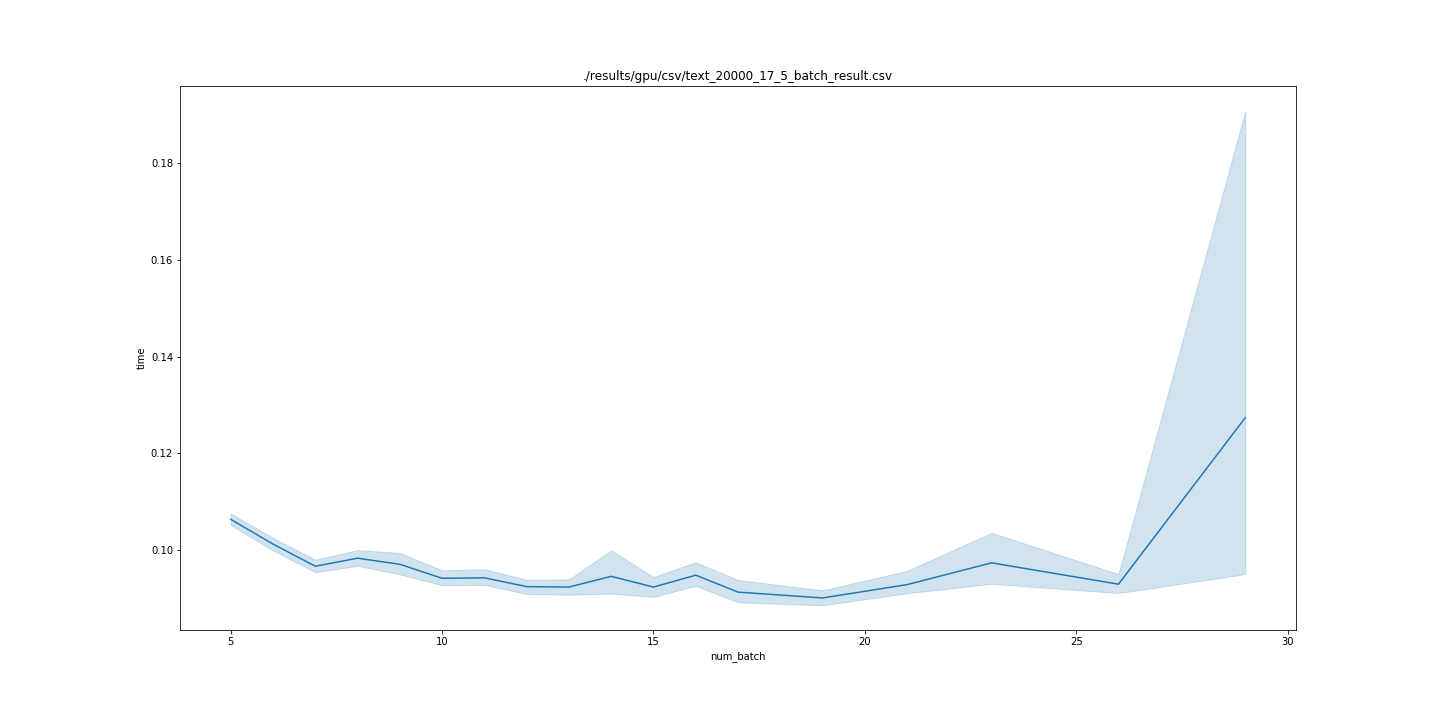 ./results/gpu/csv/text_20000_17_5_batch_result.csv
time
0.18
0.16
0.14
0.12
0.10
5 10 15 20 25 30
num_batch